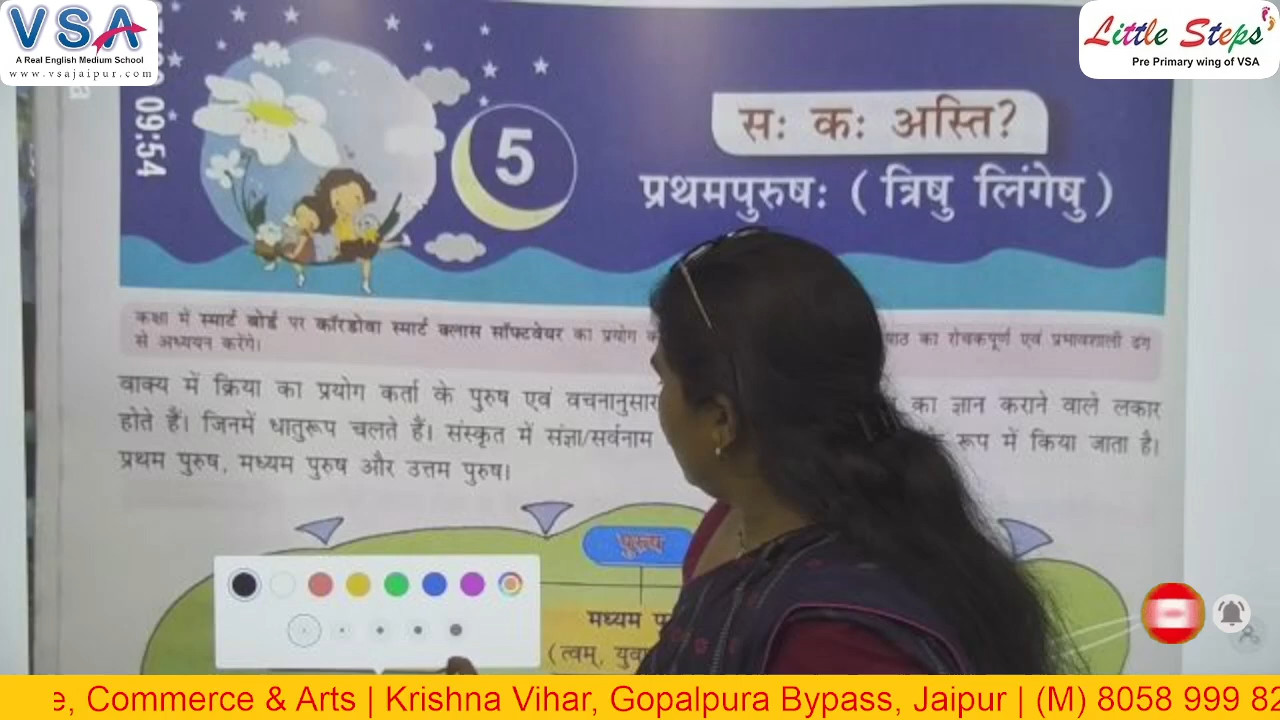 VSA
A Real English Medium School
www.vsajaipur.com
Little Steps
Pre Primary wing of VSA
09:54
5
सः कः अस्ति?
प्रथमपुरुषः ( त्रिषु लिंगेषु )
कक्षा में स्मार्ट बोर्ड पर कॉरडोवा स्मार्ट क्लास सॉफ्टवेयर का प्रयोग पाठ का रोचकपूर्ण एवं प्रभावशाली ढंग
से अध्ययन करेंगे।
वाक्य में क्रिया का प्रयोग कर्ता के पुरुष एवं वचनानुसार का ज्ञान कराने वाले लकार
होते हैं। जिनमें धातुरूप चलते हैं। संस्कृत में संज्ञा/सर्वनाम रूप में किया जाता है।
प्रथम पुरुष, मध्यम पुरुष और उत्तम पुरुष।
पुरुष
मध्यम
(त्वम्,
Commerce & Arts | Krishna Vihar, Gopalpura Bypass, Jaipur | (M) 8058 999 82